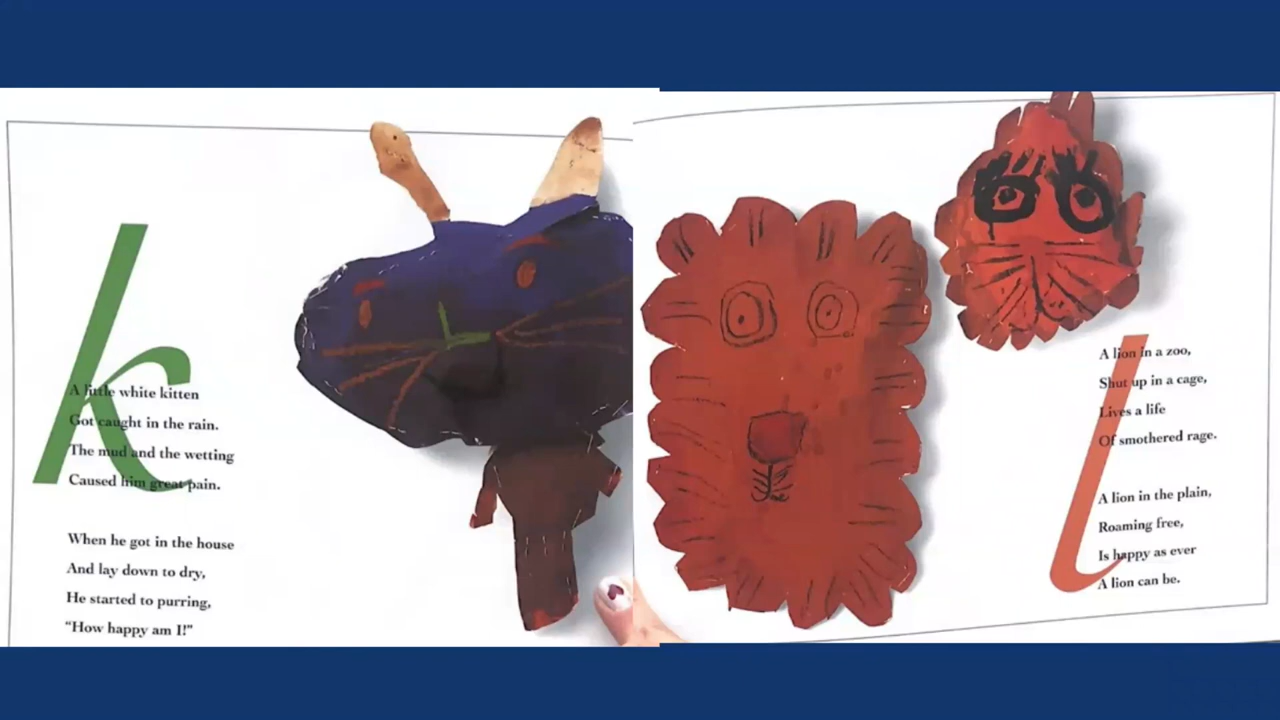 k
A little white kitten
Got caught in the rain.
The mud and the wetting
Caused him great pain.
When he got in the house
And lay down to dry,
He started to purring,
“How happy am I!”
l
A lion in a zoo,
Shut up in a cage,
Lives a life
Of smothered rage.
A lion in the plain,
Roaming free,
Is happy as ever
A lion can be.